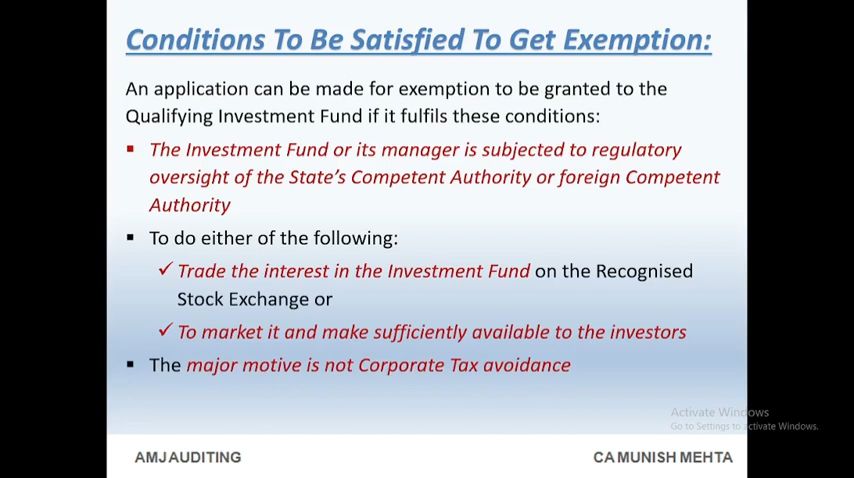 Conditions To Be Satisfied To Get Exemption:
An application can be made for exemption to be granted to the
Qualifying Investment Fund if it fulfils these conditions:
▪ The Investment Fund or its manager is subjected to regulatory
oversight of the State's Competent Authority or foreign Competent
Authority
▪ To do either of the following:
✓ Trade the interest in the Investment Fund on the Recognised
Stock Exchange or
✓ To market it and make sufficiently available to the investors
▪ The major motive is not Corporate Tax avoidance
Activate Windows
Go to Settings to activate Windows.
AMJ AUDITING
CA MUNISH MEHTA